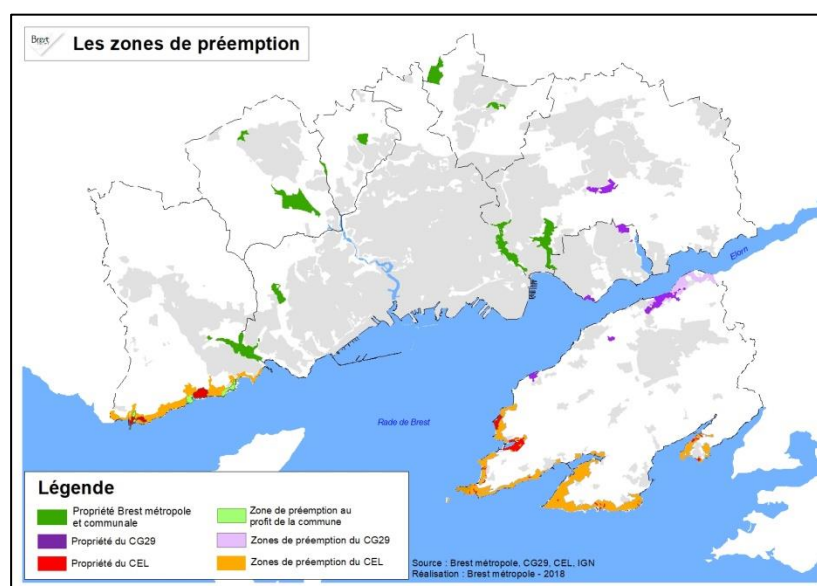 Brest
Les zones de préemption
Elorn
Rade de Brest
Légende
Propriété Brest métropole
et communale
Propriété du CG29
Propriété du CEL
Zone de préemption au
profit de la commune
Zones de préemption du CG29
Zones de préemption du CEL
Source : Brest métropole, CG29, CEL, IGN
Réalisation : Brest métropole - 2018